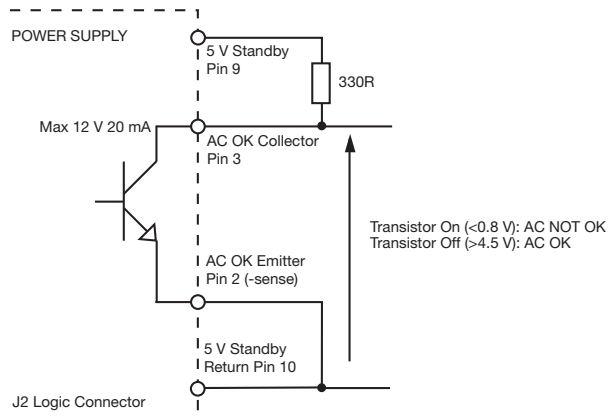 POWER SUPPLY
5 V Standby
Pin 9
330R
Max 12 V 20 mA
AC OK Collector
Pin 3
Transistor On (<0.8 V): AC NOT OK
Transistor Off (>4.5 V): AC OK
AC OK Emitter
Pin 2 (-sense)
5 V Standby
Return Pin 10
J2 Logic Connector